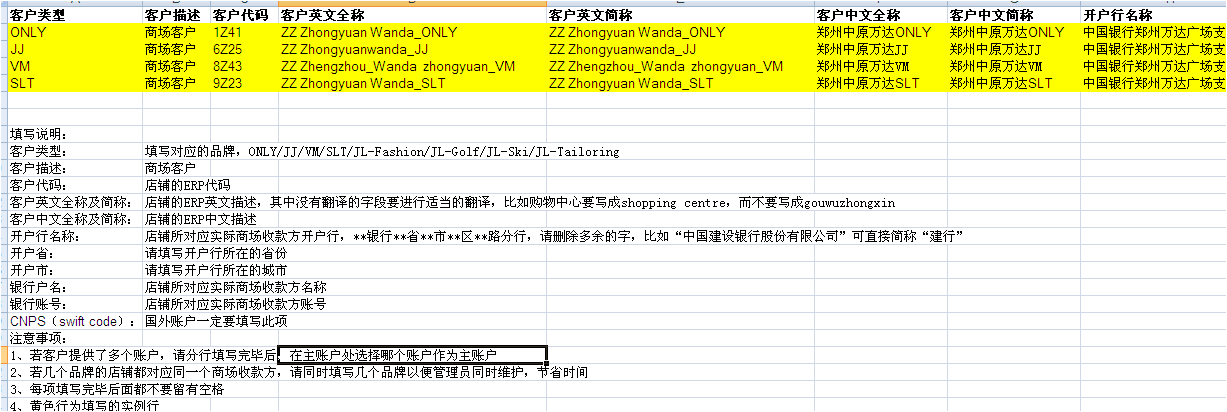 客户类型 客户描述 客户代码 客户英文全称 客户英文简称 客户中文全称 客户中文简称 开户行名称
ONLY 商场客户 1Z41 ZZ Zhongyuan Wanda_ONLY ZZ Zhongyuan Wanda_ONLY 郑州中原万达ONLY 郑州中原万达ONLY 中国银行郑州万达广场支
JJ 商场客户 6Z25 ZZ Zhongyuanwanda_JJ ZZ Zhongyuanwanda_JJ 郑州中原万达JJ 郑州中原万达JJ 中国银行郑州万达广场支
VM 商场客户 8Z43 ZZ Zhengzhou_Wanda zhongyuan_VM ZZ Zhengzhou_Wanda zhongyuan_VM 郑州中原万达VM 郑州中原万达VM 中国银行郑州万达广场支
SLT 商场客户 9Z23 ZZ Zhongyuan Wanda_SLT ZZ Zhongyuan Wanda_SLT 郑州中原万达SLT 郑州中原万达SLT 中国银行郑州万达广场支
填写说明：
客户类型： 填写对应的品牌，ONLY/JJ/VM/SLT/JL-Fashion/JL-Golf/JL-Ski/JL-Tailoring
客户描述： 商场客户
客户代码： 店铺的ERP代码
客户英文全称及简称： 店铺的ERP英文描述，其中没有翻译的字段要进行适当的翻译，比如购物中心要写成shopping centre，而不要写成gouwuzhongxin
客户中文全称及简称： 店铺的ERP中文描述
开户行名称： 店铺所对应实际商场收款方开户行，**银行**省**市**区**路分行，请删除多余的字，比如“中国建设银行股份有限公司”可直接简称“建行”
开户省： 请填写开户行所在的省份
开户市： 请填写开户行所在的城市
银行户名： 店铺所对应实际商场收款方名称
银行账号： 店铺所对应实际商场收款方账号
CNPS（swift code）： 国外账户一定要填写此项
注意事项：
1、若客户提供了多个账户，请分行填写完毕后，在主账户处选择哪个账户作为主账户
2、若几个品牌的店铺都对应同一个商场收款方，请同时填写几个品牌以便管理员同时维护，节省时间
3、每项填写完毕后面都不要留有空格
4、黄色行为填写的实例行